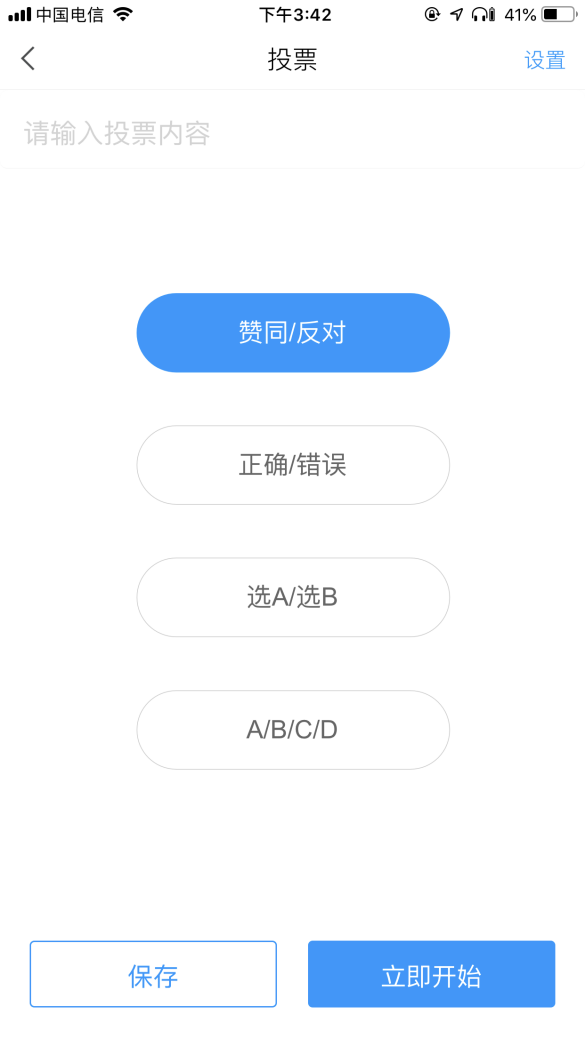 中国电信 下午3:42 41%
投票 设置
请输入投票内容
赞同/反对
正确/错误
选A/选B
A/B/C/D
保存 立即开始